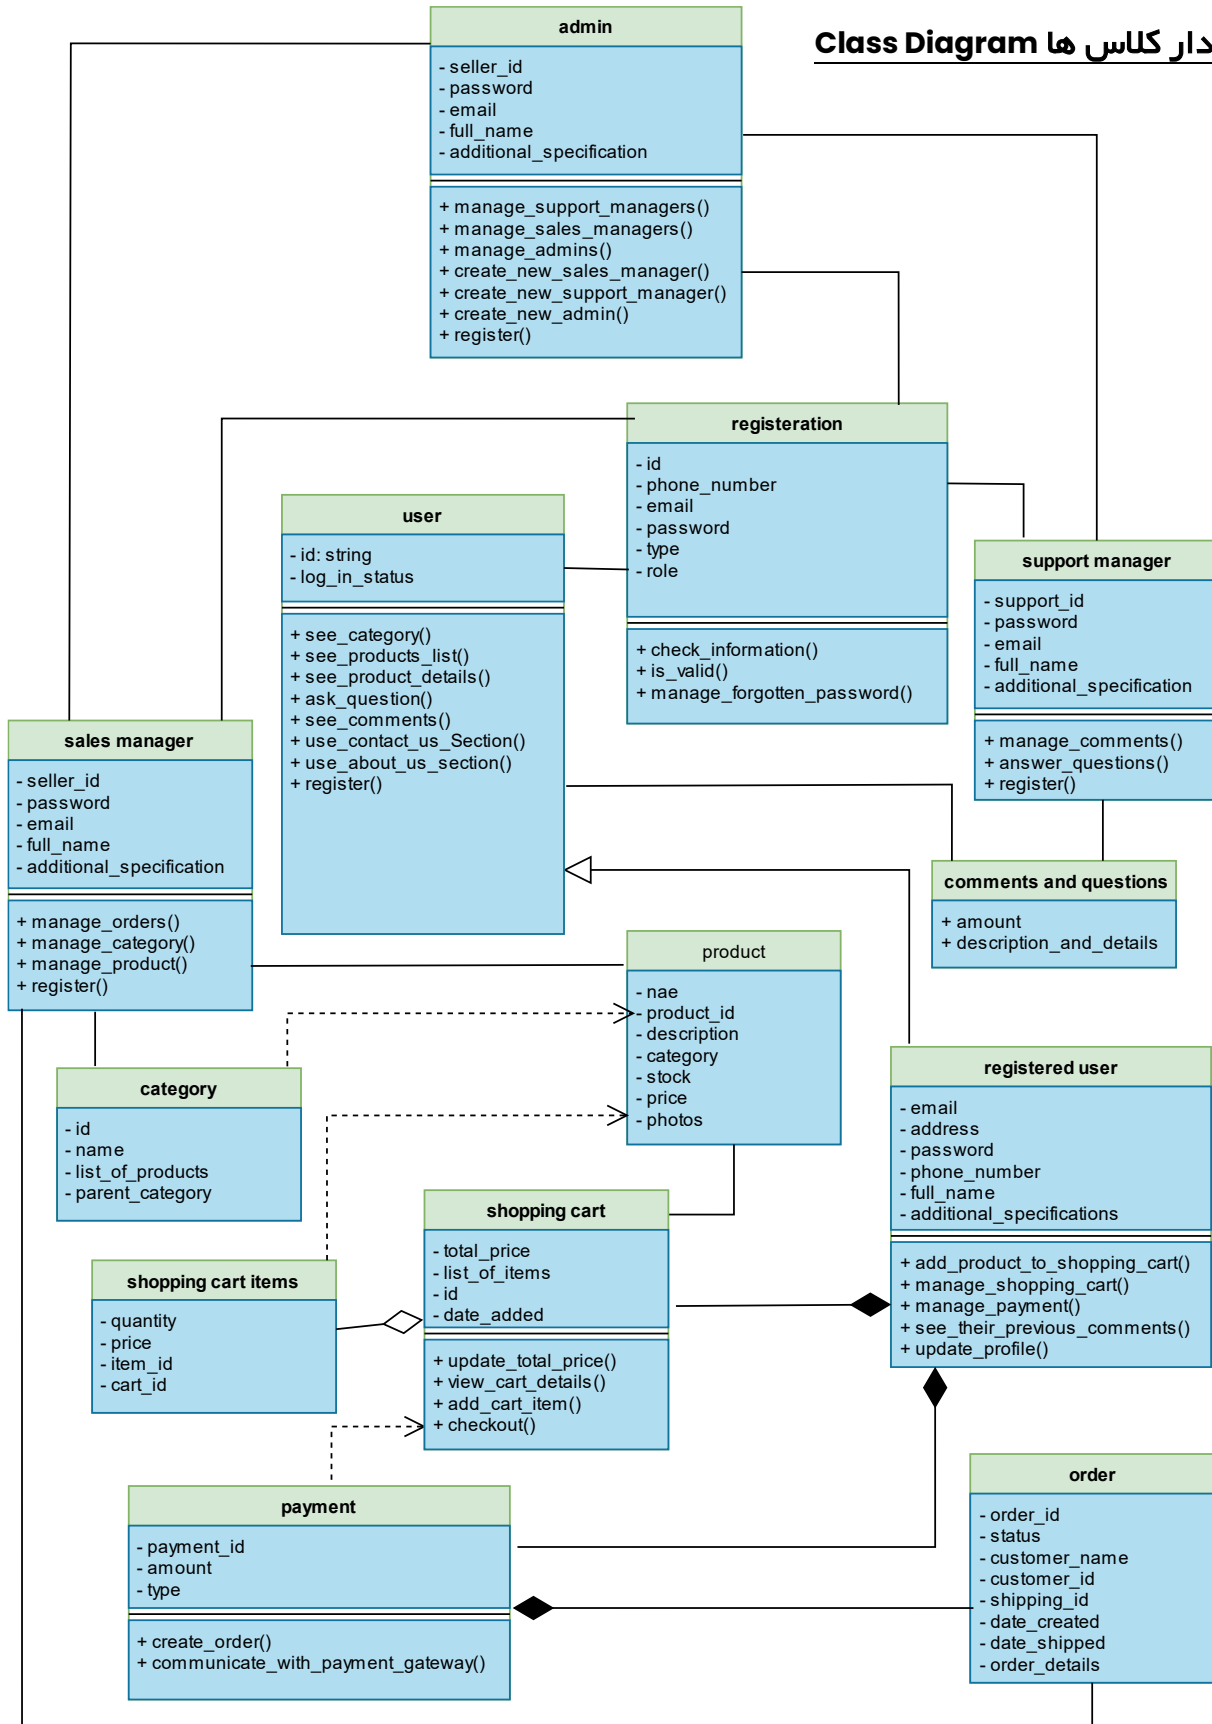 دار کلاس ها Class Diagram
admin
- seller_id
- password
- email
- full_name
- additional_specification
+ manage_support_managers()
+ manage_sales_managers()
+ manage_admins()
+ create_new_sales_manager()
+ create_new_support_manager()
+ create_new_admin()
+ register()
registeration
- id
- phone_number
- email
- password
- type
- role
+ check_information()
+ is_valid()
+ manage_forgotten_password()
user
- id: string
- log_in_status
+ see_category()
+ see_products_list()
+ see_product_details()
+ ask_question()
+ see_comments()
+ use_contact_us_Section()
+ use_about_us_section()
+ register()
support manager
- support_id
- password
- email
- full_name
- additional_specification
+ manage_comments()
+ answer_questions()
+ register()
sales manager
- seller_id
- password
- email
- full_name
- additional_specification
+ manage_orders()
+ manage_category()
+ manage_product()
+ register()
comments and questions
+ amount
+ description_and_details
product
- nae
- product_id
- description
- category
- stock
- price
- photos
category
- id
- name
- list_of_products
- parent_category
registered user
- email
- address
- password
- phone_number
- full_name
- additional_specifications
+ add_product_to_shopping_cart()
+ manage_shopping_cart()
+ manage_payment()
+ see_their_previous_comments()
+ update_profile()
shopping cart
- total_price
- list_of_items
- id
- date_added
+ update_total_price()
+ view_cart_details()
+ add_cart_item()
+ checkout()
shopping cart items
- quantity
- price
- item_id
- cart_id
payment
- payment_id
- amount
- type
+ create_order()
+ communicate_with_payment_gateway()
order
- order_id
- status
- customer_name
- customer_id
- shipping_id
- date_created
- date_shipped
- order_details